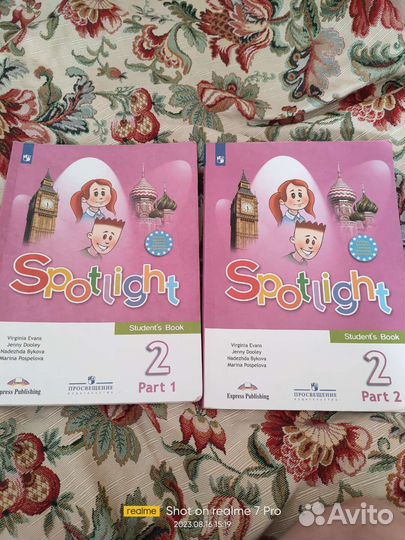 Spotlight
Student's Book
Virginia Evans
Jenny Dooley
Nadezhda Bykova
Marina Pospelova
2
Part 1
Express Publishing
ПРОСВЕЩЕНИЕ
ИЗДАТЕЛЬСТВО
Spotlight
Student's Book
Virginia Evans
Jenny Dooley
Nadezhda Bykova
Marina Pospelova
2
Part 2
Express Publishing
ПРОСВЕЩЕНИЕ
ИЗДАТЕЛЬСТВО
realme Shot on realme 7 Pro
2023.08.16 15:19
Avito